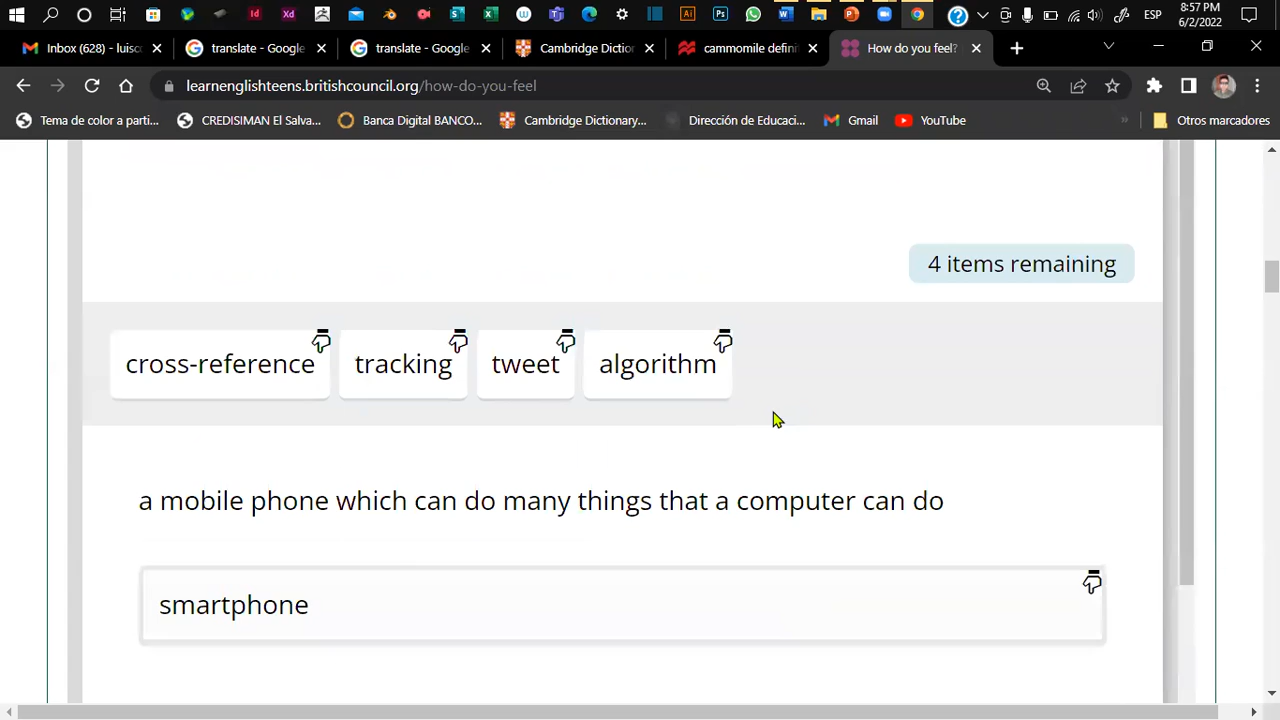 8:57 PM
ESP
6/2/2022
Inbox (628) - luiscr
translate - Google
translate - Google
Cambridge Dictior
cammomile defini
How do you feel?
learnenglishteens.britishcouncil.org/how-do-you-feel
Tema de color a parti...
CREDISIMAN El Salva...
Banca Digital BANCO...
Cambridge Dictionary...
Dirección de Educaci...
Gmail
YouTube
Otros marcadores
4 items remaining
cross-reference
tracking
tweet
algorithm
a mobile phone which can do many things that a computer can do
smartphone